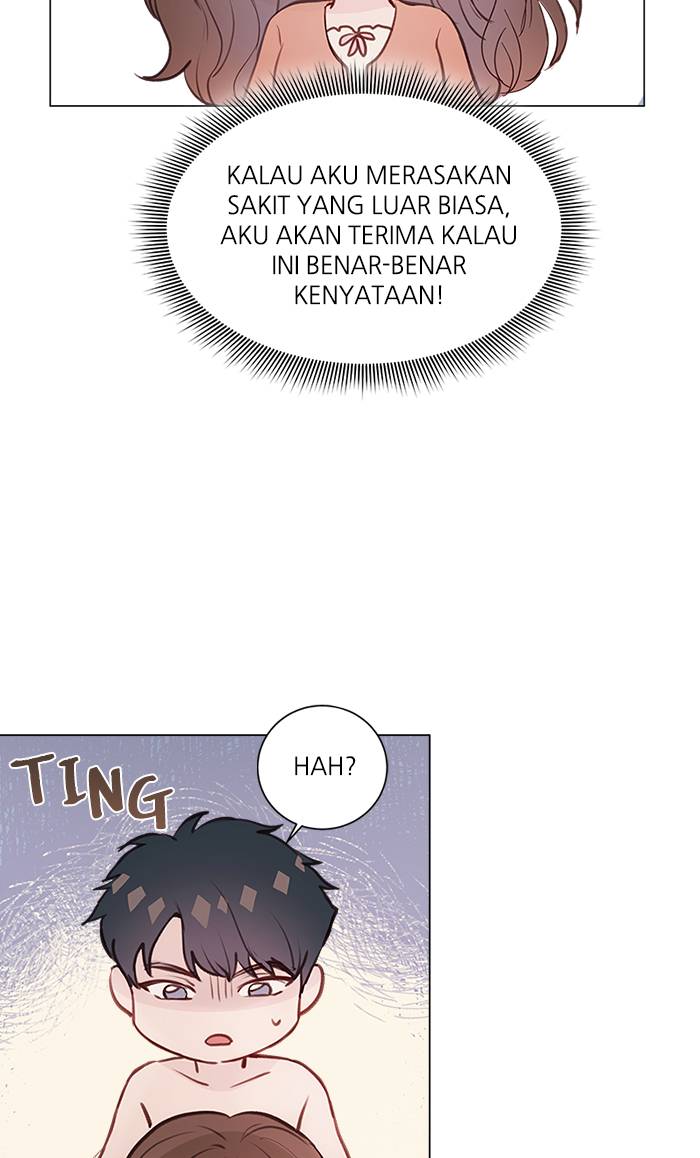 KALAU AKU MERASAKAN
SAKIT YANG LUAR BIASA,
AKU AKAN TERIMA KALAU
INI BENAR-BENAR
KENYATAAN!
HAH?
TING